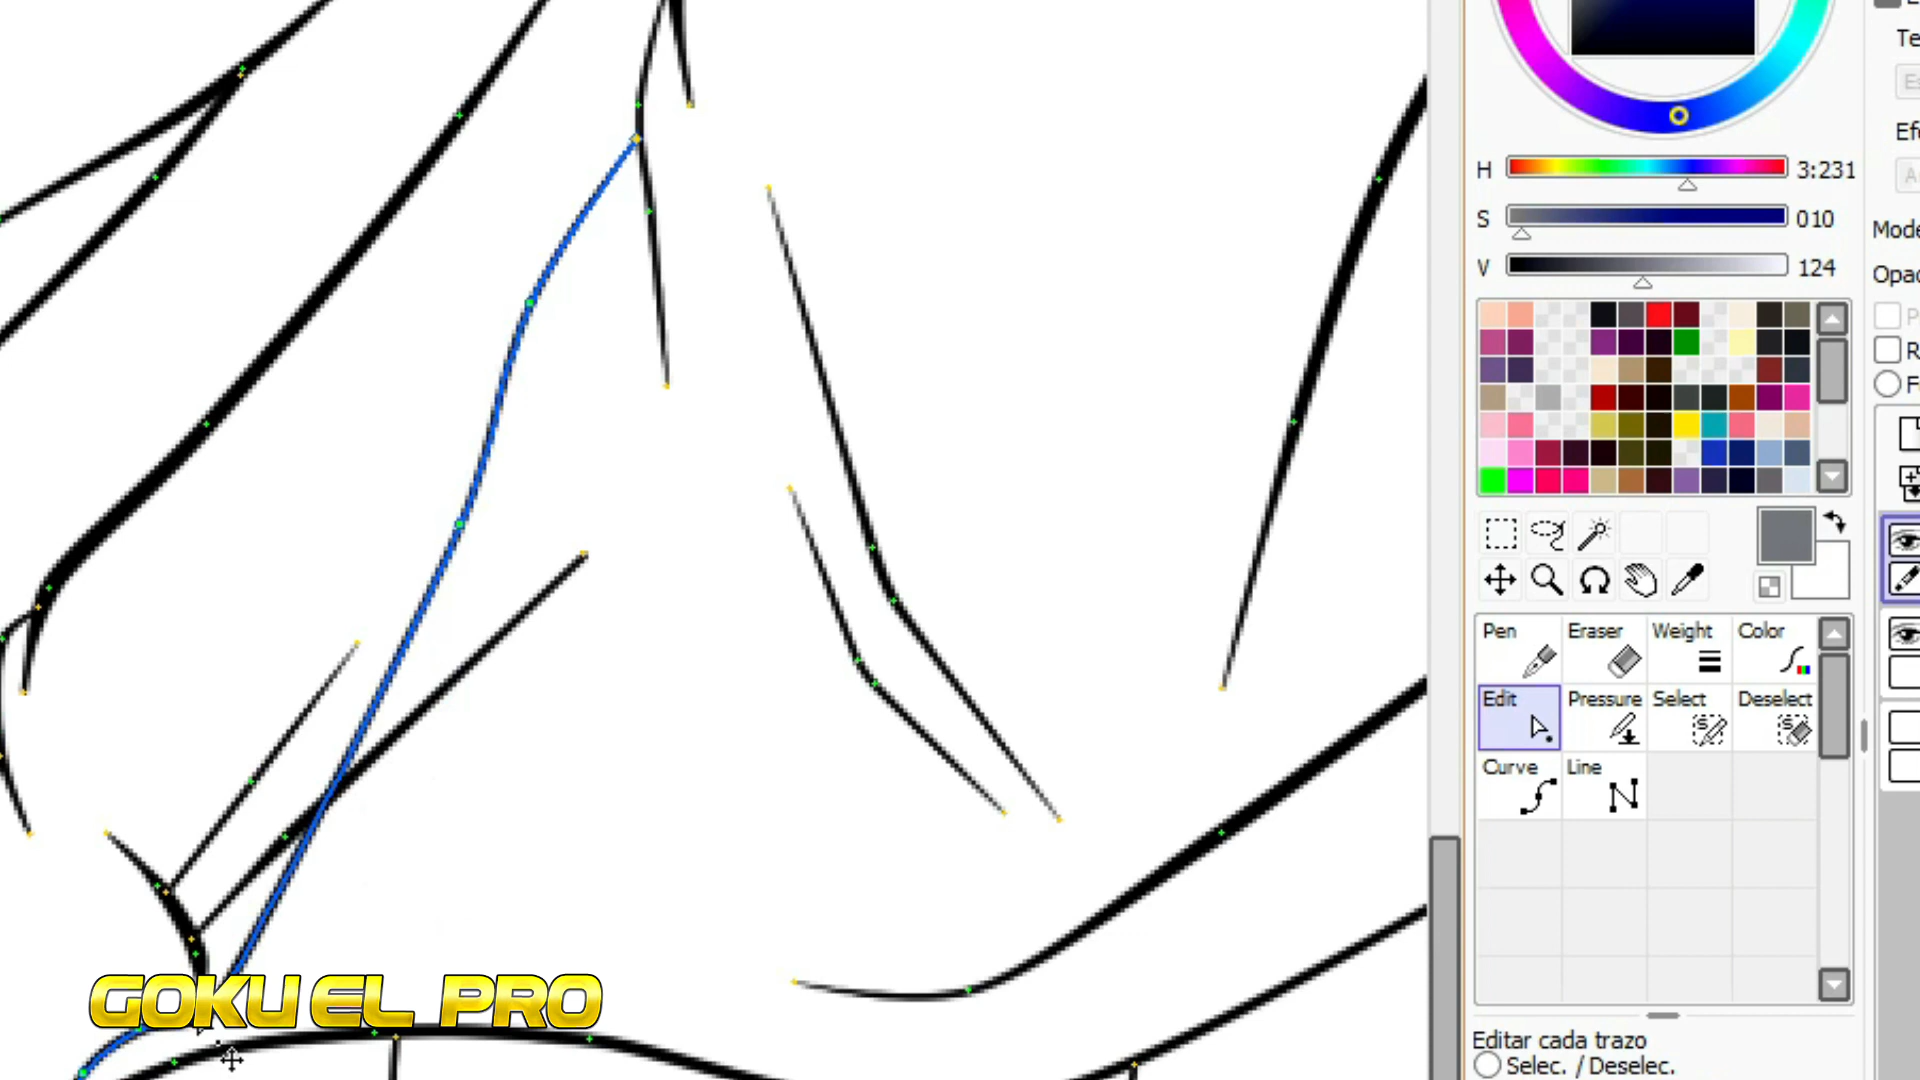 Te
H 3:231
S 010
V 124
Mode
Opac
Pen Eraser Weight Color
Edit Pressure Select Deselect
Curve Line
Editar cada trazo
Selec. / Deselec.
GOKU EL PRO